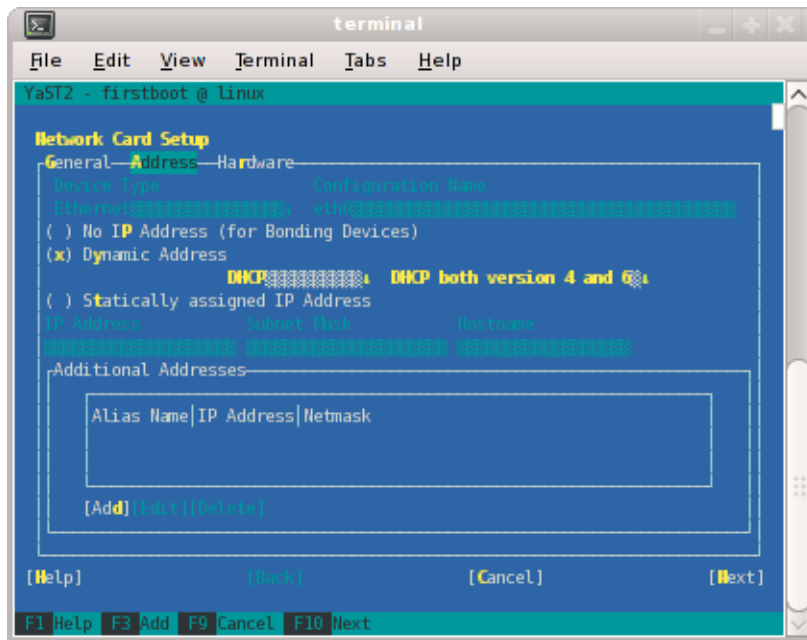 terminal
File Edit View Terminal Tabs Help
YaST2 - firstboot @ linux
Network Card Setup
General Address Hardware
Device Type Configuration Name
Ethernet eth0
( ) No IP Address (for Bonding Devices)
(x) Dynamic Address
DHCP DHCP both version 4 and 6
( ) Statically assigned IP Address
IP Address Subnet Mask Hostname
Additional Addresses
Alias Name|IP Address|Netmask
[Add][Edit][Delete]
[Help] [Back] [Cancel] [Next]
F1 Help F3 Add F9 Cancel F10 Next